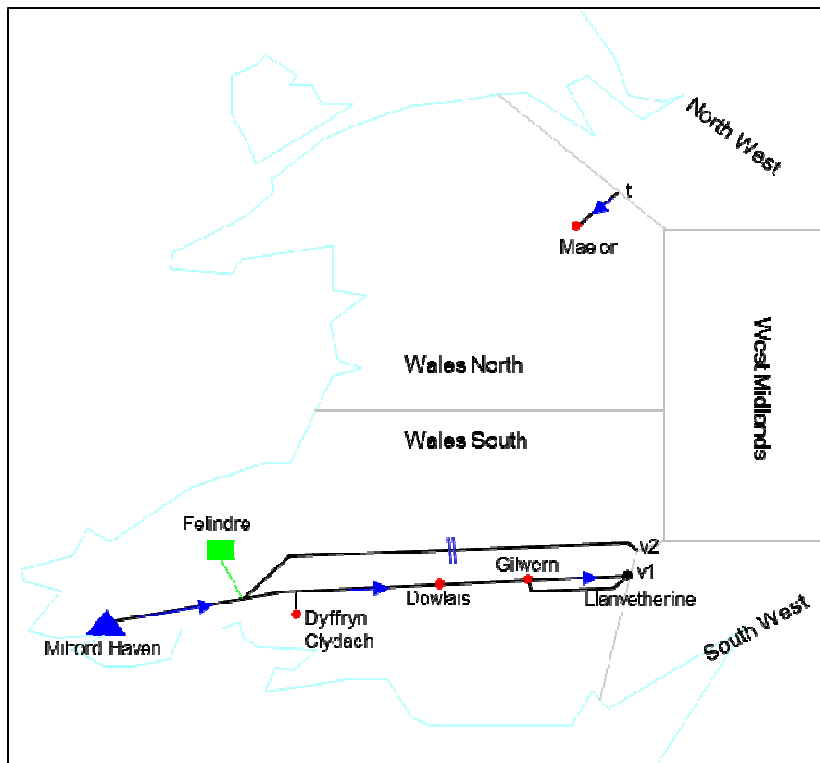 North West
t
Maelor
West Midlands
Wales North
Wales South
Felindre
v2
Gilwern
v1
Dowlais
Llanvetherine
Dyffryn
Clydach
Milford Haven
South West